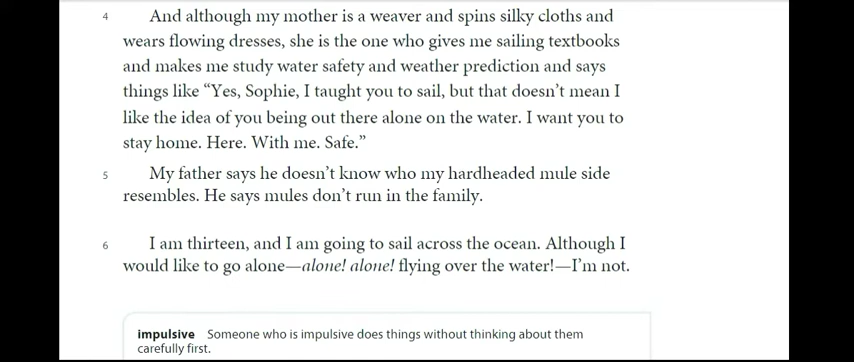 4 And although my mother is a weaver and spins silky cloths and
wears flowing dresses, she is the one who gives me sailing textbooks
and makes me study water safety and weather prediction and says
things like “Yes, Sophie, I taught you to sail, but that doesn’t mean I
like the idea of you being out there alone on the water. I want you to
stay home. Here. With me. Safe.”
5 My father says he doesn’t know who my hardheaded mule side
resembles. He says mules don’t run in the family.
6 I am thirteen, and I am going to sail across the ocean. Although I
would like to go alone—alone! alone! flying over the water!—I’m not.
impulsive Someone who is impulsive does things without thinking about them
carefully first.